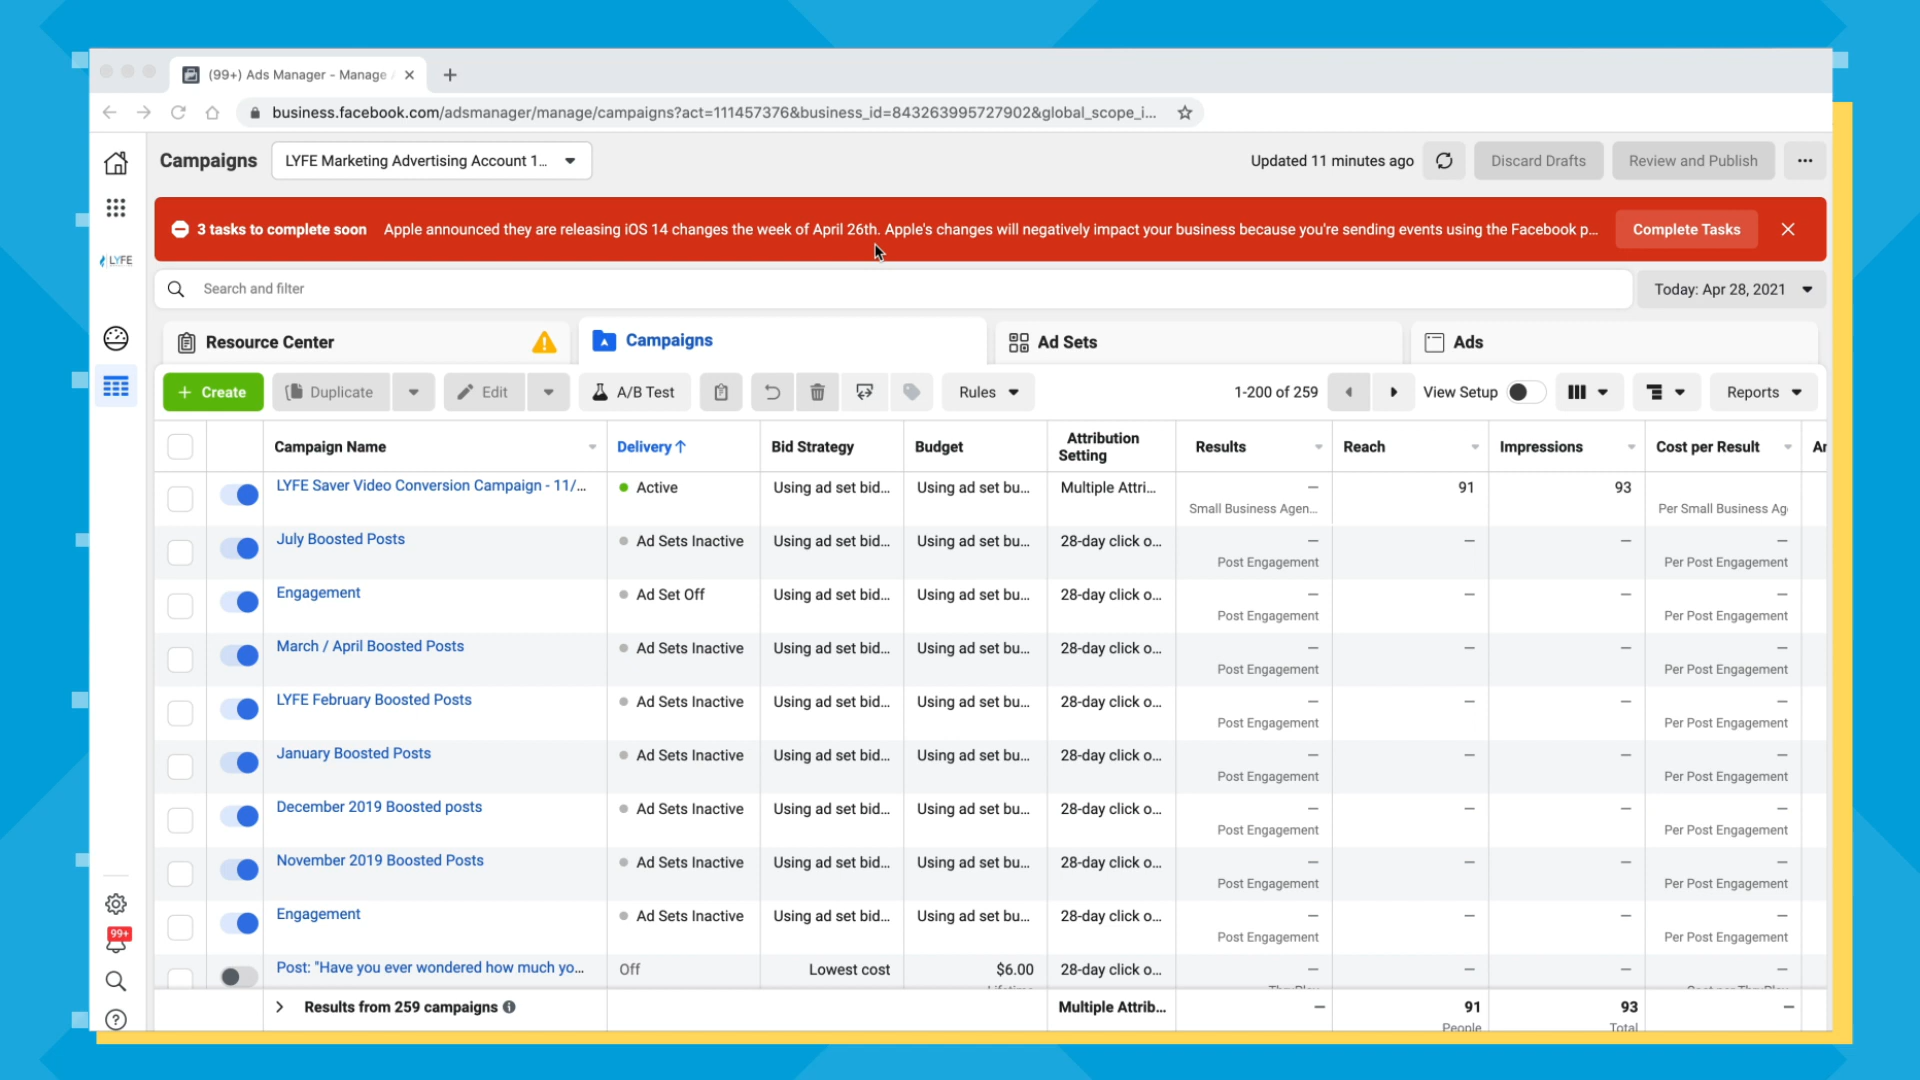 (99+) Ads Manager - Manage
business.facebook.com/adsmanager/manage/campaigns?act=111457376&business_id=843263995727902&global_scope_i...
Campaigns
LYFE Marketing Advertising Account 1...
Updated 11 minutes ago
Discard Drafts
Review and Publish
3 tasks to complete soon Apple announced they are releasing iOS 14 changes the week of April 26th. Apple's changes will negatively impact your business because you're sending events using the Facebook p...
Complete Tasks
LYFE
Search and filter
Today: Apr 28, 2021
Resource Center
Campaigns
Ad Sets
Ads
+ Create
Duplicate
Edit
A/B Test
Rules
1-200 of 259
View Setup
Reports
Campaign Name
Delivery ↑
Bid Strategy
Budget
Attribution
Setting
Results
Reach
Impressions
Cost per Result
LYFE Saver Video Conversion Campaign - 11/...
Active
Using ad set bid...
Using ad set bu...
Multiple Attri...
—
91
93
Small Business Agen...
Per Small Business Ag
July Boosted Posts
Ad Sets Inactive
Using ad set bid...
Using ad set bu...
28-day click o...
—
—
—
—
Post Engagement
Per Post Engagement
Engagement
Ad Set Off
Using ad set bid...
Using ad set bu...
28-day click o...
—
—
—
—
Post Engagement
Per Post Engagement
March / April Boosted Posts
Ad Sets Inactive
Using ad set bid...
Using ad set bu...
28-day click o...
—
—
—
—
Post Engagement
Per Post Engagement
LYFE February Boosted Posts
Ad Sets Inactive
Using ad set bid...
Using ad set bu...
28-day click o...
—
—
—
—
Post Engagement
Per Post Engagement
January Boosted Posts
Ad Sets Inactive
Using ad set bid...
Using ad set bu...
28-day click o...
—
—
—
—
Post Engagement
Per Post Engagement
December 2019 Boosted posts
Ad Sets Inactive
Using ad set bid...
Using ad set bu...
28-day click o...
—
—
—
—
Post Engagement
Per Post Engagement
November 2019 Boosted Posts
Ad Sets Inactive
Using ad set bid...
Using ad set bu...
28-day click o...
—
—
—
—
Post Engagement
Per Post Engagement
Engagement
Ad Sets Inactive
Using ad set bid...
Using ad set bu...
28-day click o...
—
—
—
—
Post Engagement
Per Post Engagement
99+
Post: "Have you ever wondered how much yo...
Off
Lowest cost
$6.00
28-day click o...
—
—
—
—
Results from 259 campaigns
Multiple Attrib...
—
91
93
—
People
Total